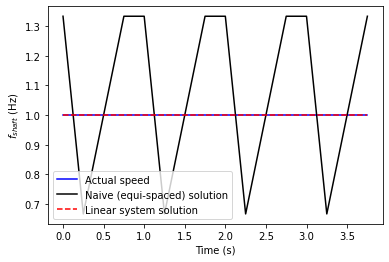 1.3
1.2
1.1
1.0
0.9
0.8
0.7
f_shaft (Hz)
Actual speed
Naive (equi-spaced) solution
Linear system solution
0.0 0.5 1.0 1.5 2.0 2.5 3.0 3.5
Time (s)